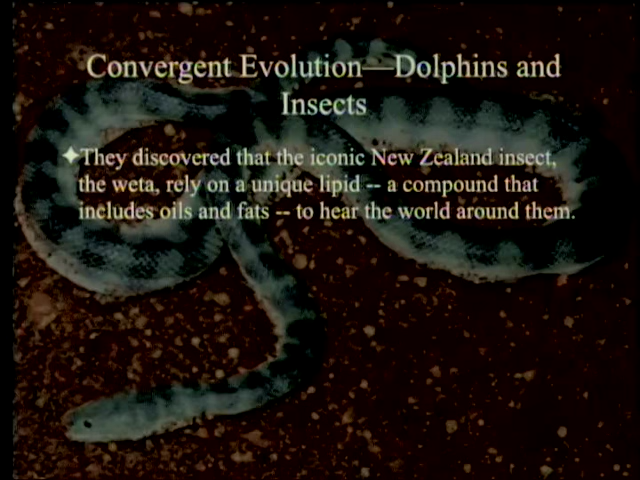 Convergent Evolution—Dolphins and
Insects
✦They discovered that the iconic New Zealand insect,
the weta, rely on a unique lipid -- a compound that
includes oils and fats -- to hear the world around them.